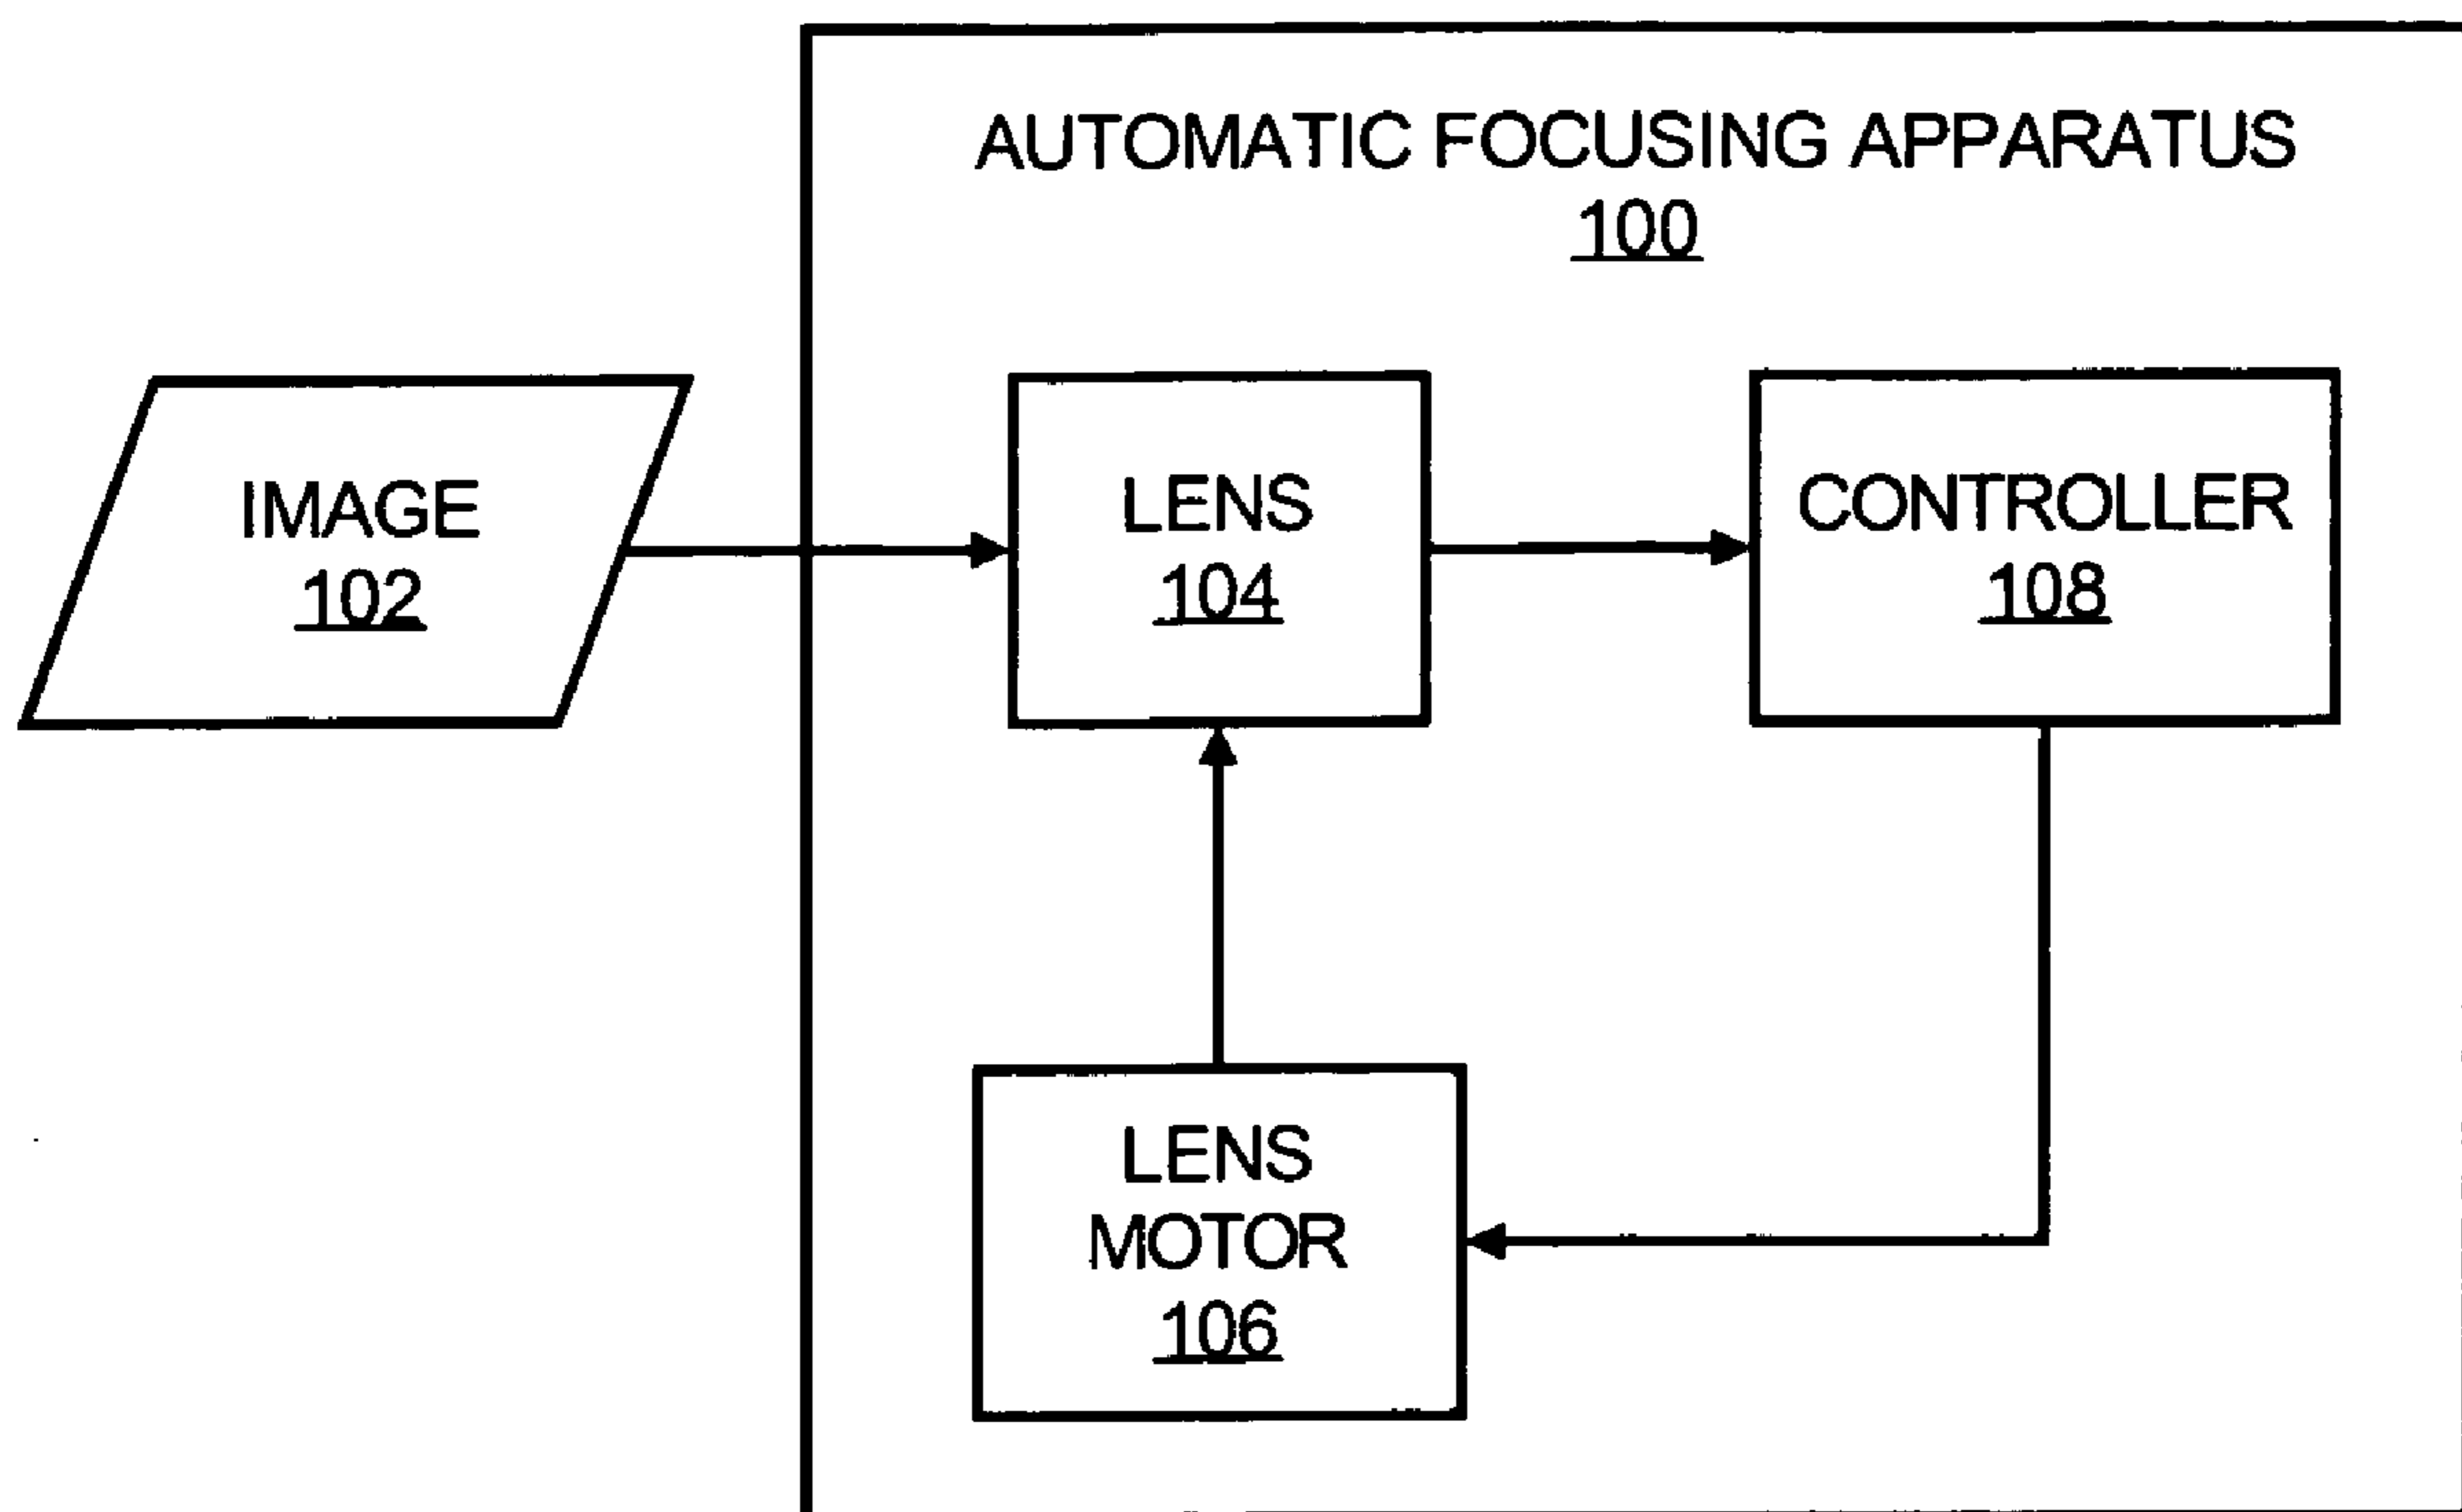 AUTOMATIC FOCUSING APPARATUS
100
IMAGE
102
LENS
104
CONTROLLER
108
LENS
MOTOR
106